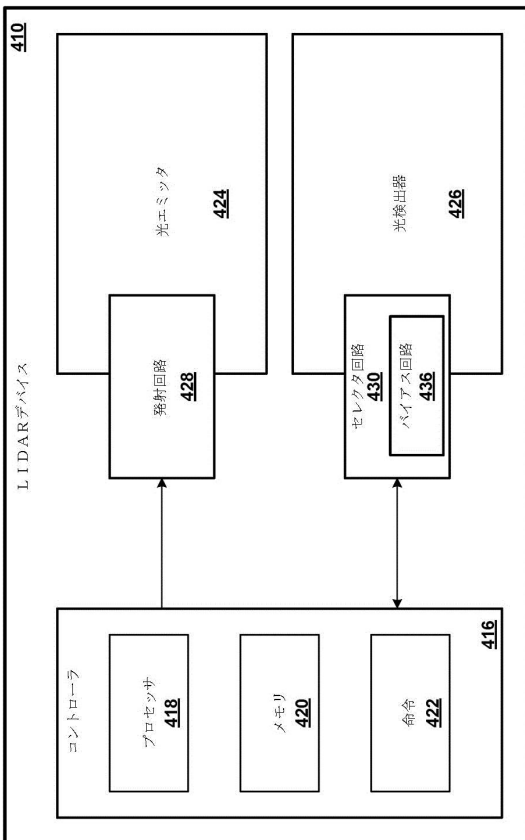 LIDARデバイス
410
コントローラ
プロセッサ
418
メモリ
420
命令
422
416
発射回路
428
光エミッタ
424
セレクタ回路
430
バイアス回路
436
光検出器
426